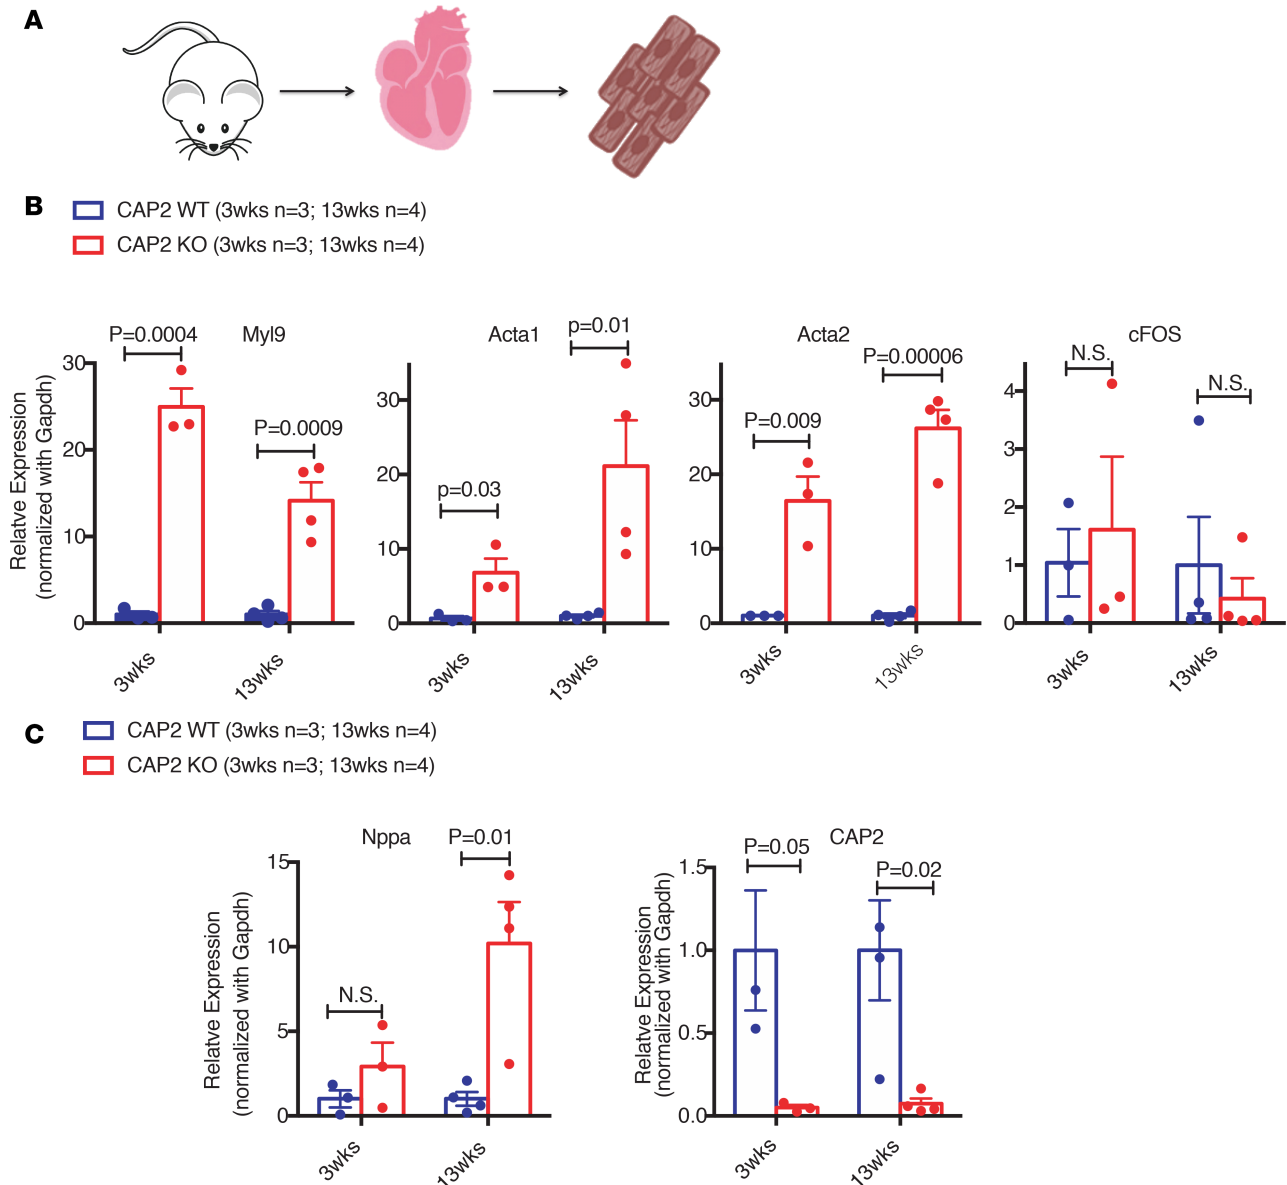 A
B
CAP2 WT (3wks n=3; 13wks n=4)
CAP2 KO (3wks n=3; 13wks n=4)
Relatve Expression
(normalized with Gapdh)
P=0.0004
Myl9
P=0.0009
30
20
10
0
3wks
13wks
Acta1
p=0.01
p=0.03
30
20
10
0
3wks
13wks
Acta2
P=0.00006
P=0.009
30
20
10
0
3wks
13wks
cFOS
N.S.
N.S.
4
3
2
1
0
3wks
13wks
C
CAP2 WT (3wks n=3; 13wks n=4)
CAP2 KO (3wks n=3; 13wks n=4)
Relatve Expression
(normalized with Gapdh)
Nppa
P=0.01
N.S.
15
10
5
0
3wks
13wks
Relatve Expression
(normalized with Gapdh)
CAP2
P=0.05
P=0.02
1.5
1.0
0.5
0.0
3wks
13wks